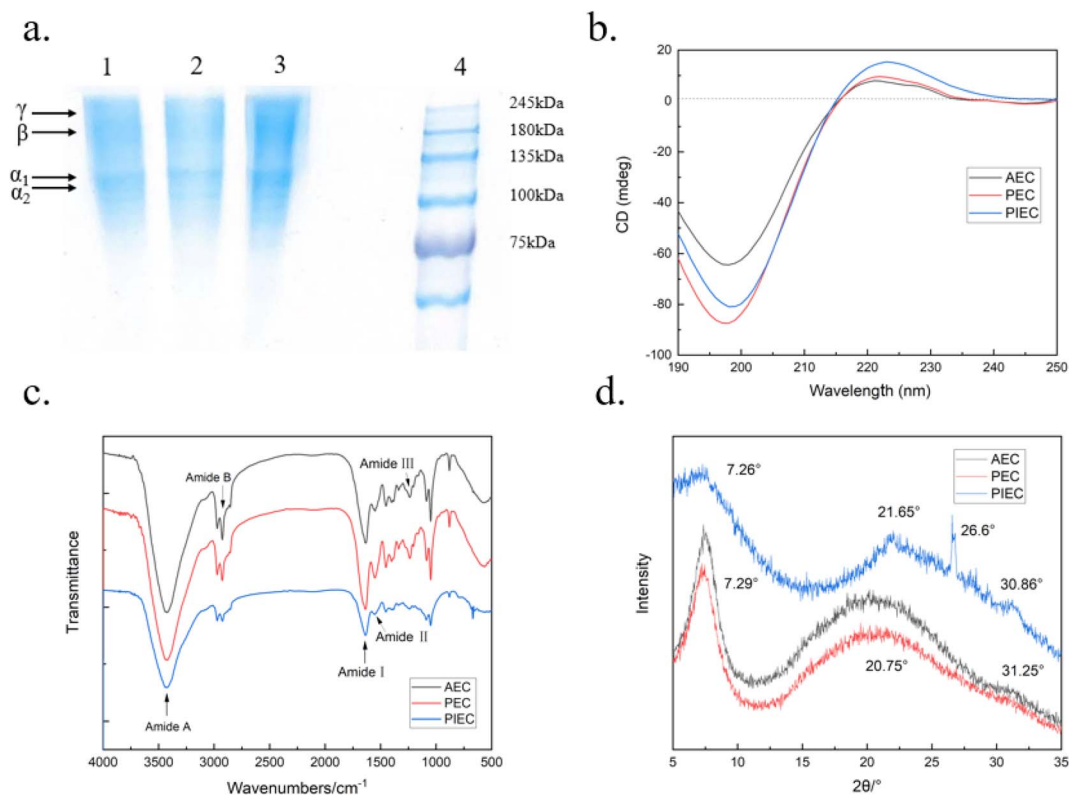 a.
1 2 3 4
γ
β
α1
α2
245kDa
180kDa
135kDa
100kDa
75kDa
b.
CD (mdeg)
20
0
-20
-40
-60
-80
-100
190 200 210 220 230 240 250
Wavelength (nm)
AEC
PEC
PIEC
c.
Transmittance
Amide III
Amide B
Amide II
Amide I
Amide A
AEC
PEC
PIEC
4000 3500 3000 2500 2000 1500 1000 500
Wavenumbers/cm-1
d.
Intensity
AEC
PEC
PIEC
7.26°
21.65°
26.6°
30.86°
7.29°
20.75°
31.25°
5 10 15 20 25 30 35
2θ/°